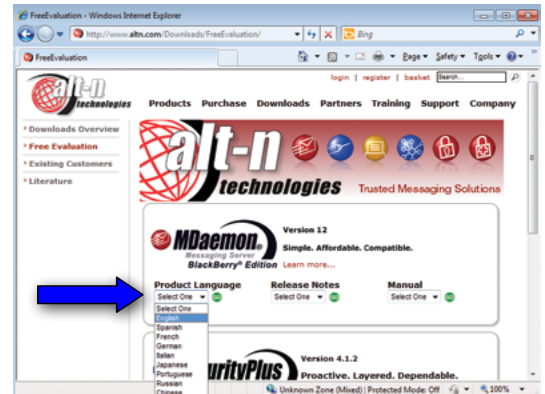 FreeEvaluation - Windows Internet Explorer
http://www.altn.com/Downloads/FreeEvaluation/
Bing
FreeEvaluation
Page Safety Tools
login | register | basket Search...
alt-n
technologies
Products Purchase Downloads Partners Training Support Company
Downloads Overview
Free Evaluation
Existing Customers
Literature
alt-n
technologies
Trusted Messaging Solutions
MDaemon
Messaging Server
BlackBerry® Edition
Version 12
Simple. Affordable. Compatible.
Learn more...
Product Language Release Notes Manual
Select One Select One Select One
Select One
English
Spanish
French
German
Italian
Japanese
Portuguese
Russian
Chinese
urityPlus
Version 4.1.2
Proactive. Layered. Dependable.
Unknown Zone (Mixed) | Protected Mode: Off 100%